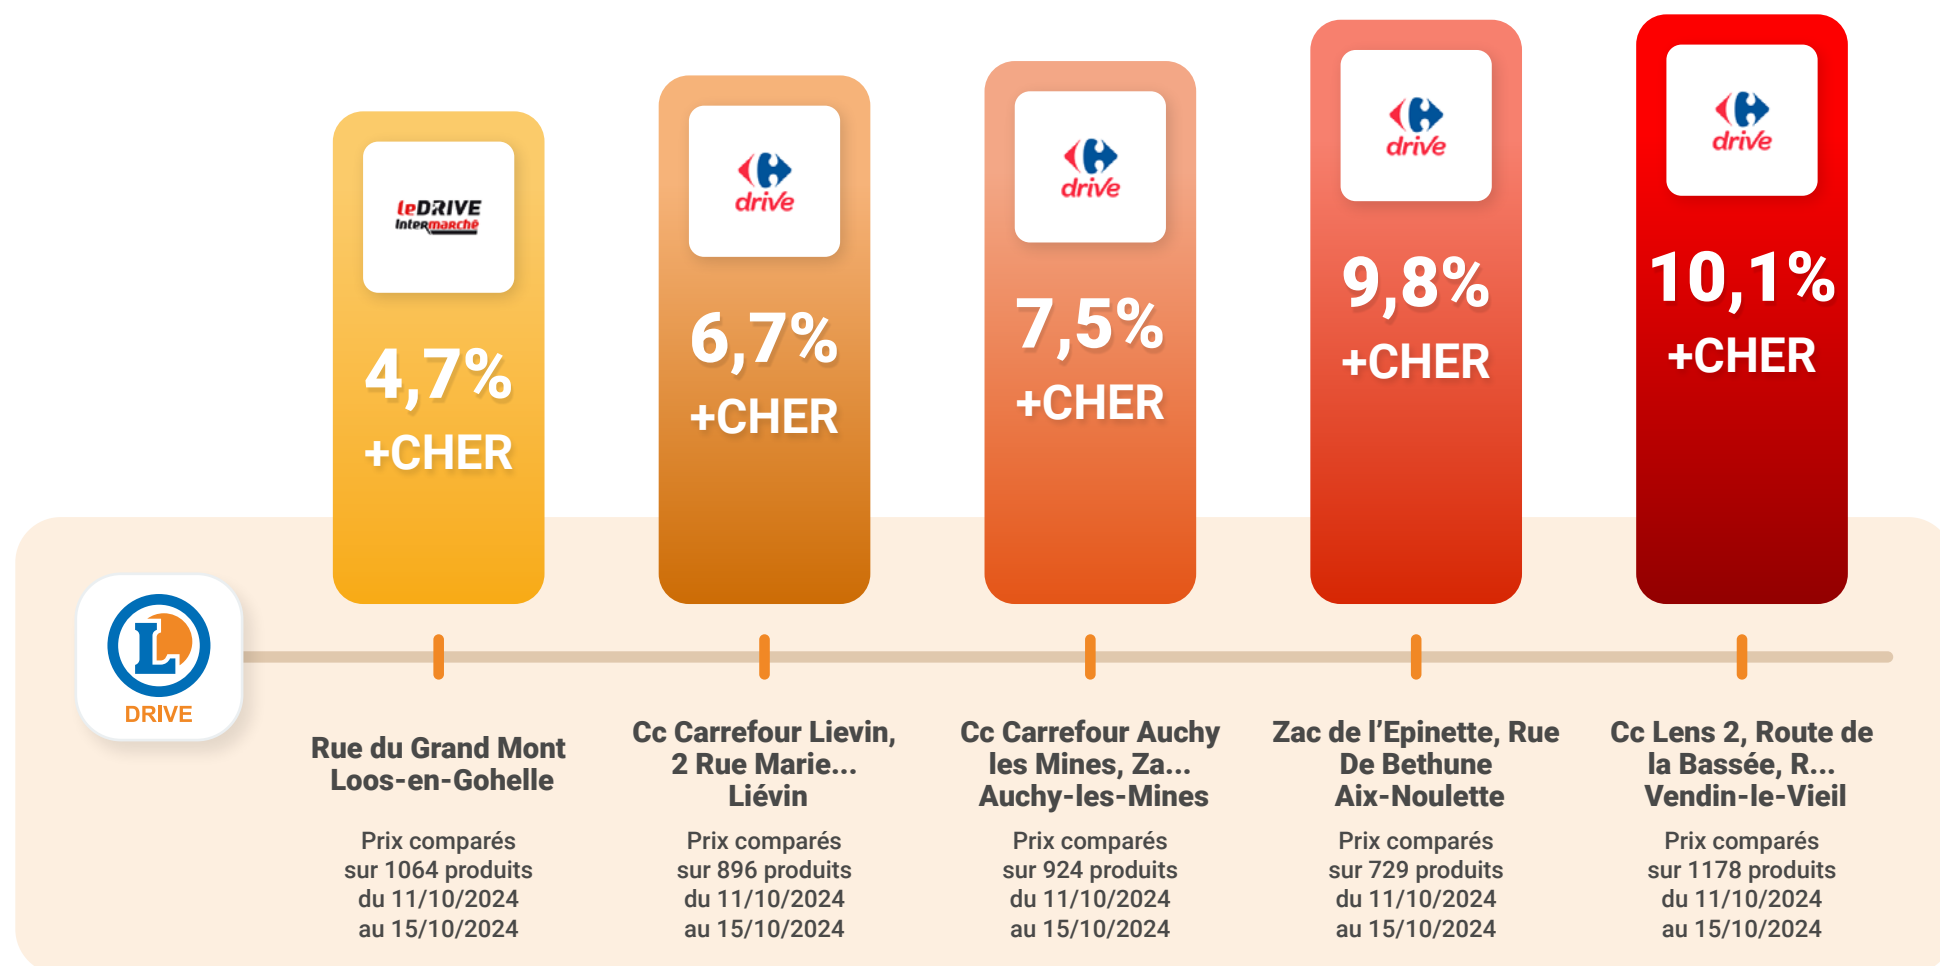 leDRIVE
Intermarché
4,7%
+CHER
drive
6,7%
+CHER
drive
7,5%
+CHER
drive
9,8%
+CHER
drive
10,1%
+CHER
L
DRIVE
Rue du Grand Mont
Loos-en-Gohelle
Prix comparés
sur 1064 produits
du 11/10/2024
au 15/10/2024
Cc Carrefour Lievin,
2 Rue Marie...
Liévin
Prix comparés
sur 896 produits
du 11/10/2024
au 15/10/2024
Cc Carrefour Auchy
les Mines, Za...
Auchy-les-Mines
Prix comparés
sur 924 produits
du 11/10/2024
au 15/10/2024
Zac de l’Epinette, Rue
De Bethune
Aix-Noulette
Prix comparés
sur 729 produits
du 11/10/2024
au 15/10/2024
Cc Lens 2, Route de
la Bassée, R...
Vendin-le-Vieil
Prix comparés
sur 1178 produits
du 11/10/2024
au 15/10/2024